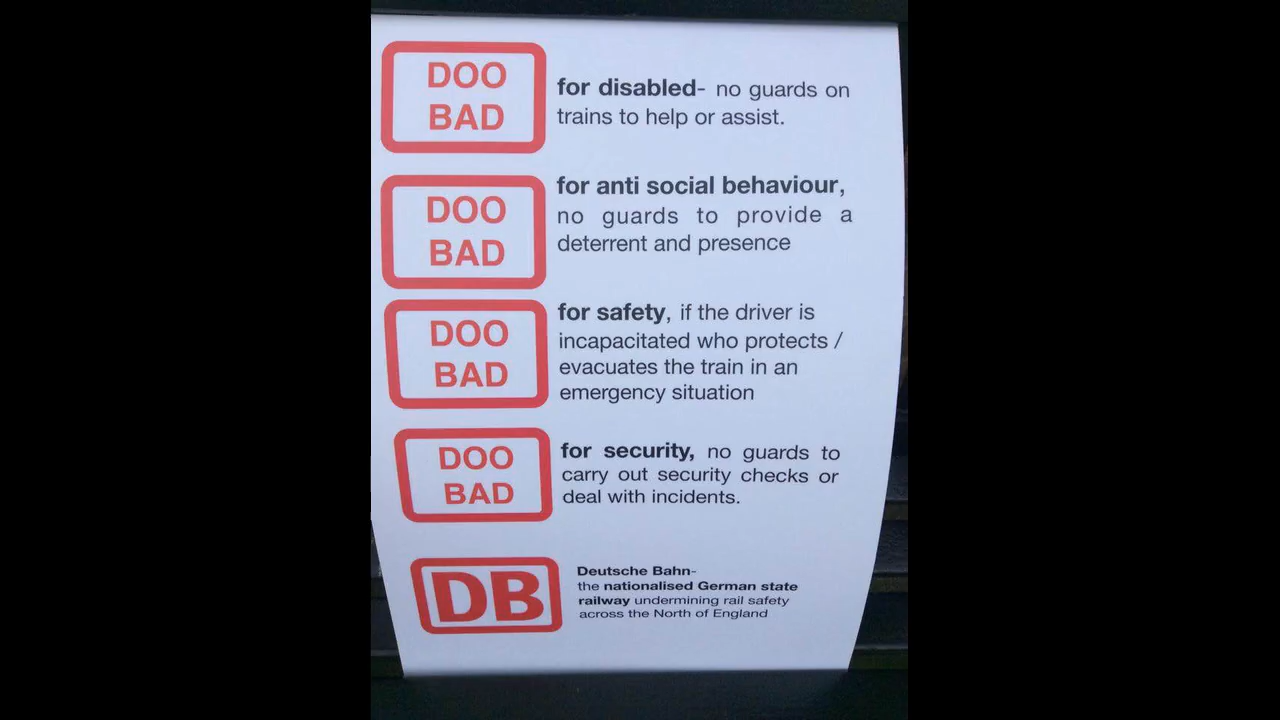 DOO
BAD
for disabled- no guards on
trains to help or assist.
DOO
BAD
for anti social behaviour,
no guards to provide a
deterrent and presence
DOO
BAD
for safety, if the driver is
incapacitated who protects /
evacuates the train in an
emergency situation
DOO
BAD
for security, no guards to
carry out security checks or
deal with incidents.
DB
Deutsche Bahn-
the nationalised German state
railway undermining rail safety
across the North of England